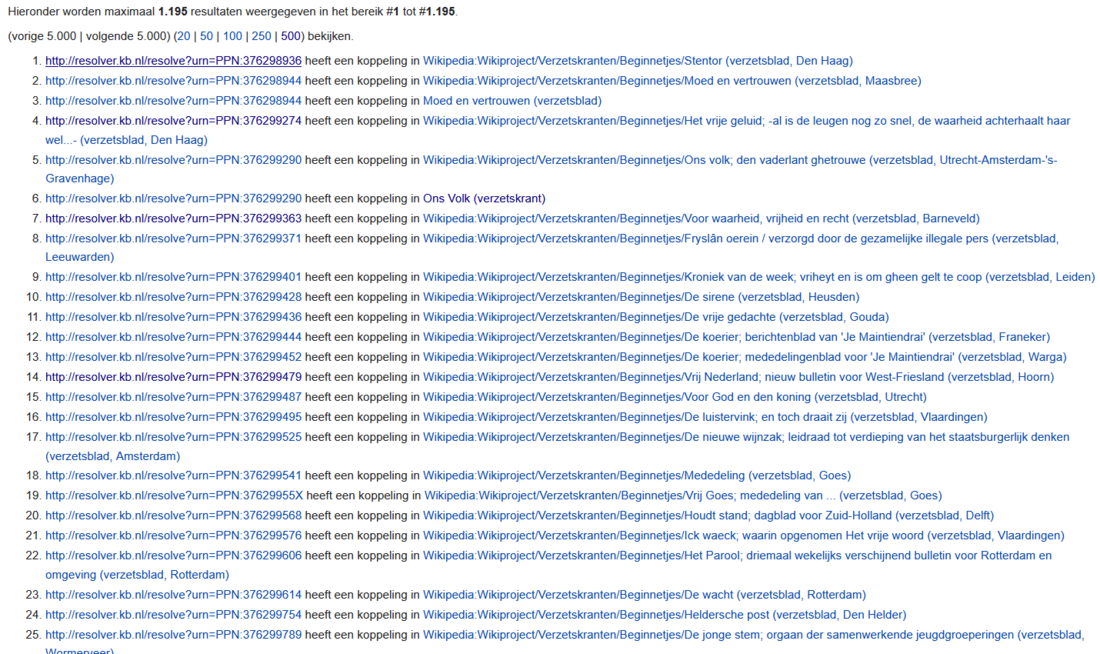 Hieronder worden maximaal 1.195 resultaten weergegeven in het bereik #1 tot #1.195.
(vorige 5.000 | volgende 5.000) (20 | 50 | 100 | 250 | 500) bekijken.
1. http://resolver.kb.nl/resolve?urn=PPN:376298936 heeft een koppeling in Wikipedia:Wikiproject/Verzetskranten/Beginnetjes/Stentor (verzetsblad, Den Haag)
2. http://resolver.kb.nl/resolve?urn=PPN:376298944 heeft een koppeling in Wikipedia:Wikiproject/Verzetskranten/Beginnetjes/Moed en vertrouwen (verzetsblad, Maasbree)
3. http://resolver.kb.nl/resolve?urn=PPN:376298944 heeft een koppeling in Moed en vertrouwen (verzetsblad)
4. http://resolver.kb.nl/resolve?urn=PPN:376299274 heeft een koppeling in Wikipedia:Wikiproject/Verzetskranten/Beginnetjes/Het vrije geluid; -al is de leugen nog zo snel, de waarheid achterhaalt haar
wel...- (verzetsblad, Den Haag)
5. http://resolver.kb.nl/resolve?urn=PPN:376299290 heeft een koppeling in Wikipedia:Wikiproject/Verzetskranten/Beginnetjes/Ons volk; den vaderlant ghetrouwe (verzetsblad, Utrecht-Amsterdam-'s-
Gravenhage)
6. http://resolver.kb.nl/resolve?urn=PPN:376299290 heeft een koppeling in Ons Volk (verzetskrant)
7. http://resolver.kb.nl/resolve?urn=PPN:376299363 heeft een koppeling in Wikipedia:Wikiproject/Verzetskranten/Beginnetjes/Voor waarheid, vrijheid en recht (verzetsblad, Barneveld)
8. http://resolver.kb.nl/resolve?urn=PPN:376299371 heeft een koppeling in Wikipedia:Wikiproject/Verzetskranten/Beginnetjes/Fryslân oerein / verzorgd door de gezamelijke illegale pers (verzetsblad,
Leeuwarden)
9. http://resolver.kb.nl/resolve?urn=PPN:376299401 heeft een koppeling in Wikipedia:Wikiproject/Verzetskranten/Beginnetjes/Kroniek van de week; vriheyt en is om gheen gelt te coop (verzetsblad, Leiden)
10. http://resolver.kb.nl/resolve?urn=PPN:376299428 heeft een koppeling in Wikipedia:Wikiproject/Verzetskranten/Beginnetjes/De sirene (verzetsblad, Heusden)
11. http://resolver.kb.nl/resolve?urn=PPN:376299436 heeft een koppeling in Wikipedia:Wikiproject/Verzetskranten/Beginnetjes/De vrije gedachte (verzetsblad, Gouda)
12. http://resolver.kb.nl/resolve?urn=PPN:376299444 heeft een koppeling in Wikipedia:Wikiproject/Verzetskranten/Beginnetjes/De koerier; berichtenblad van 'Je Maintiendrai' (verzetsblad, Franeker)
13. http://resolver.kb.nl/resolve?urn=PPN:376299452 heeft een koppeling in Wikipedia:Wikiproject/Verzetskranten/Beginnetjes/De koerier; mededelingenblad voor 'Je Maintiendrai' (verzetsblad, Warga)
14. http://resolver.kb.nl/resolve?urn=PPN:376299479 heeft een koppeling in Wikipedia:Wikiproject/Verzetskranten/Beginnetjes/Vrij Nederland; nieuw bulletin voor West-Friesland (verzetsblad, Hoorn)
15. http://resolver.kb.nl/resolve?urn=PPN:376299487 heeft een koppeling in Wikipedia:Wikiproject/Verzetskranten/Beginnetjes/Voor God en den koning (verzetsblad, Utrecht)
16. http://resolver.kb.nl/resolve?urn=PPN:376299495 heeft een koppeling in Wikipedia:Wikiproject/Verzetskranten/Beginnetjes/De luistervink; en toch draait zij (verzetsblad, Vlaardingen)
17. http://resolver.kb.nl/resolve?urn=PPN:376299525 heeft een koppeling in Wikipedia:Wikiproject/Verzetskranten/Beginnetjes/De nieuwe wijnzak; leidraad tot verdieping van het staatsburgerlijk denken
(verzetsblad, Amsterdam)
18. http://resolver.kb.nl/resolve?urn=PPN:376299541 heeft een koppeling in Wikipedia:Wikiproject/Verzetskranten/Beginnetjes/Mededeling (verzetsblad, Goes)
19. http://resolver.kb.nl/resolve?urn=PPN:37629955X heeft een koppeling in Wikipedia:Wikiproject/Verzetskranten/Beginnetjes/Vrij Goes; mededeling van ... (verzetsblad, Goes)
20. http://resolver.kb.nl/resolve?urn=PPN:376299568 heeft een koppeling in Wikipedia:Wikiproject/Verzetskranten/Beginnetjes/Houdt stand; dagblad voor Zuid-Holland (verzetsblad, Delft)
21. http://resolver.kb.nl/resolve?urn=PPN:376299576 heeft een koppeling in Wikipedia:Wikiproject/Verzetskranten/Beginnetjes/Ick waeck; waarin opgenomen Het vrije woord (verzetsblad, Vlaardingen)
22. http://resolver.kb.nl/resolve?urn=PPN:376299606 heeft een koppeling in Wikipedia:Wikiproject/Verzetskranten/Beginnetjes/Het Parool; driemaal wekelijks verschijnend bulletin voor Rotterdam en
omgeving (verzetsblad, Rotterdam)
23. http://resolver.kb.nl/resolve?urn=PPN:376299614 heeft een koppeling in Wikipedia:Wikiproject/Verzetskranten/Beginnetjes/De wacht (verzetsblad, Rotterdam)
24. http://resolver.kb.nl/resolve?urn=PPN:376299754 heeft een koppeling in Wikipedia:Wikiproject/Verzetskranten/Beginnetjes/Heldersche post (verzetsblad, Den Helder)
25. http://resolver.kb.nl/resolve?urn=PPN:376299789 heeft een koppeling in Wikipedia:Wikiproject/Verzetskranten/Beginnetjes/De jonge stem; orgaan der samenwerkende jeugdgroeperingen (verzetsblad,
Wormerveer)